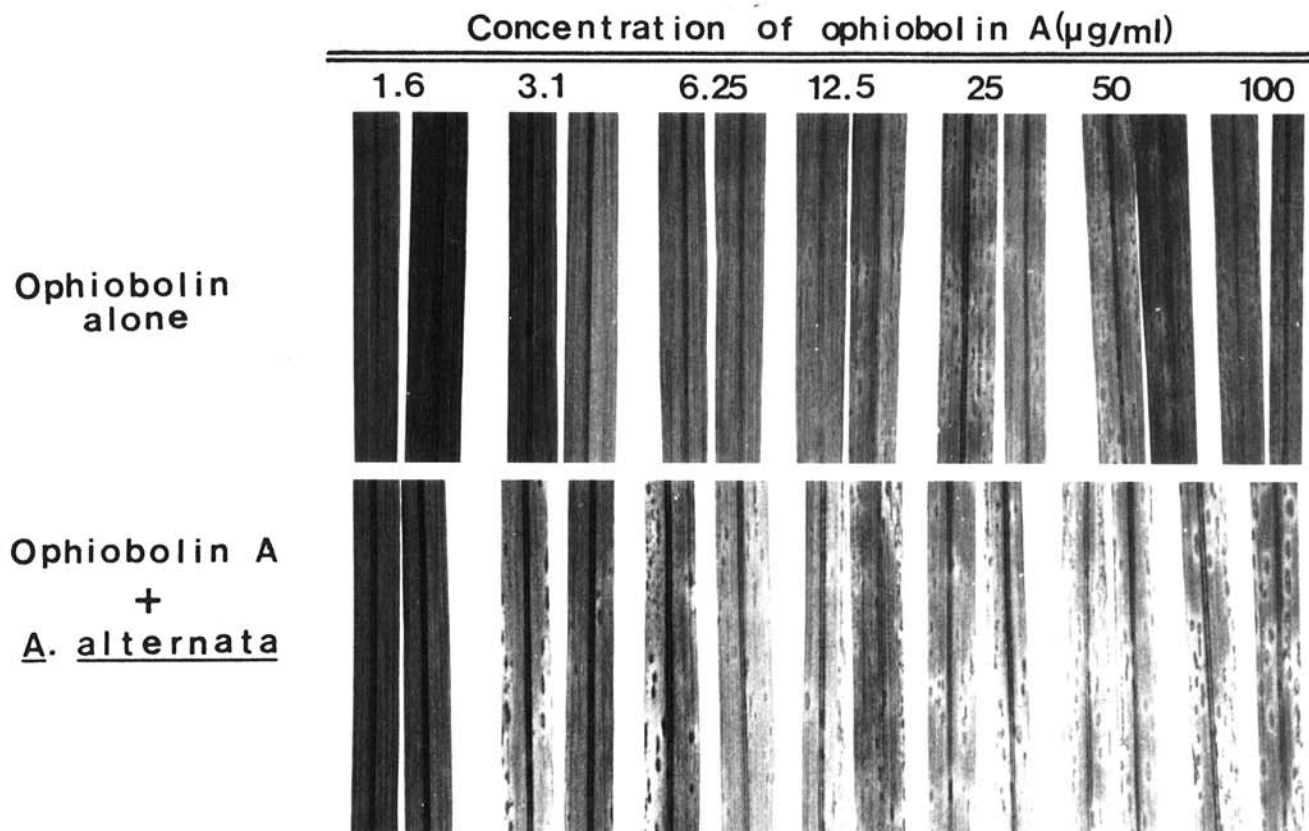 Concentration of ophiobolin A(µg/ml)
1.6 3.1 6.25 12.5 25 50 100
Ophiobolin
alone
Ophiobolin A
+
A. alternata